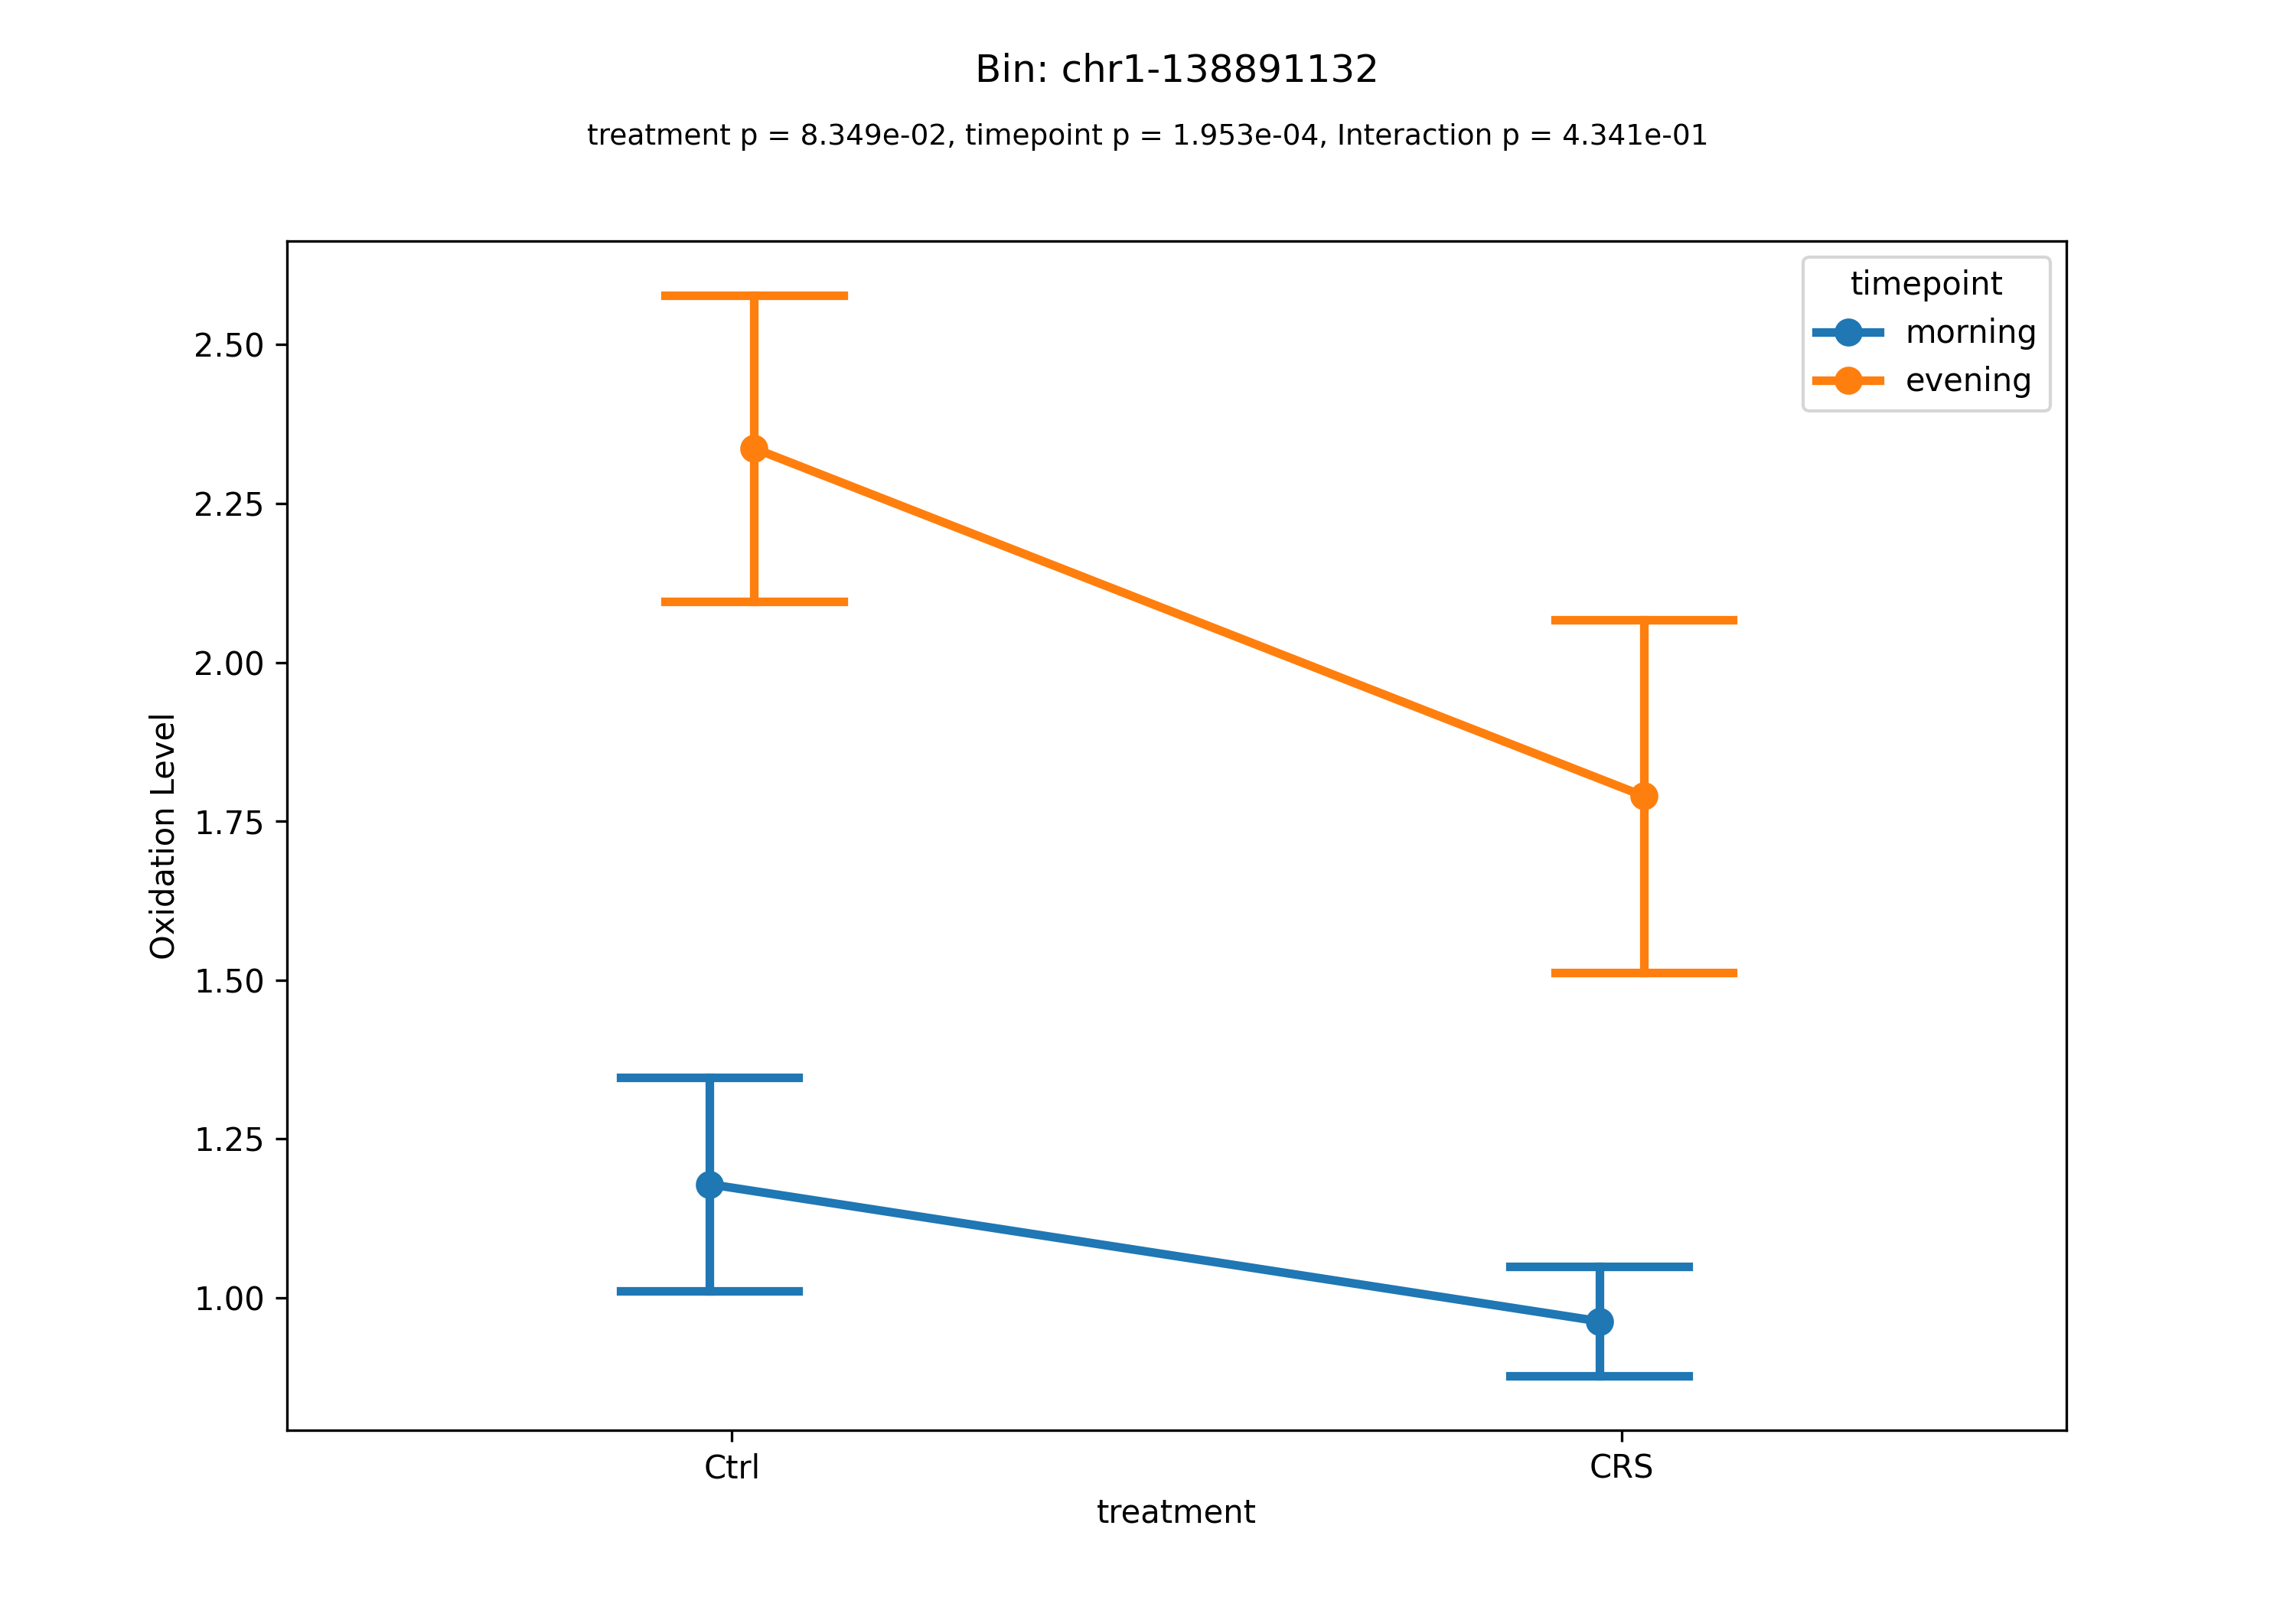 Bin: chr1-138891132
treatment p = 8.349e-02, timepoint p = 1.953e-04, Interaction p = 4.341e-01
timepoint
morning
evening
2.50
2.25
2.00
1.75
1.50
1.25
1.00
Oxidation Level
Ctrl
CRS
treatment